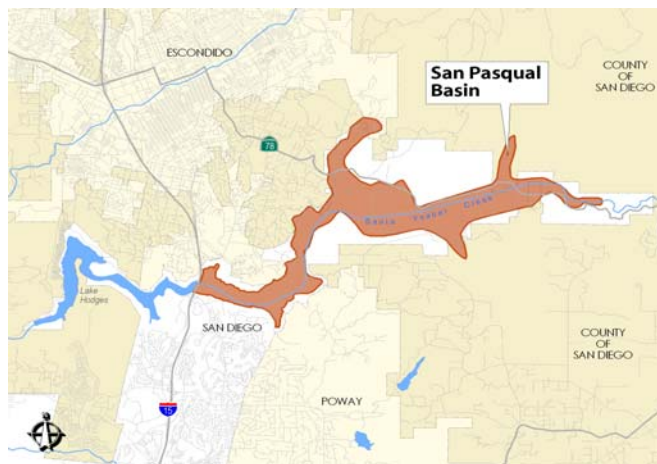 ESCONDIDO
San Pasqual
Basin
COUNTY
OF
SAN DIEGO
78
Santa Ysabel Creek
Lake
Hodges
SAN DIEGO
COUNTY
OF
SAN DIEGO
POWAY
15